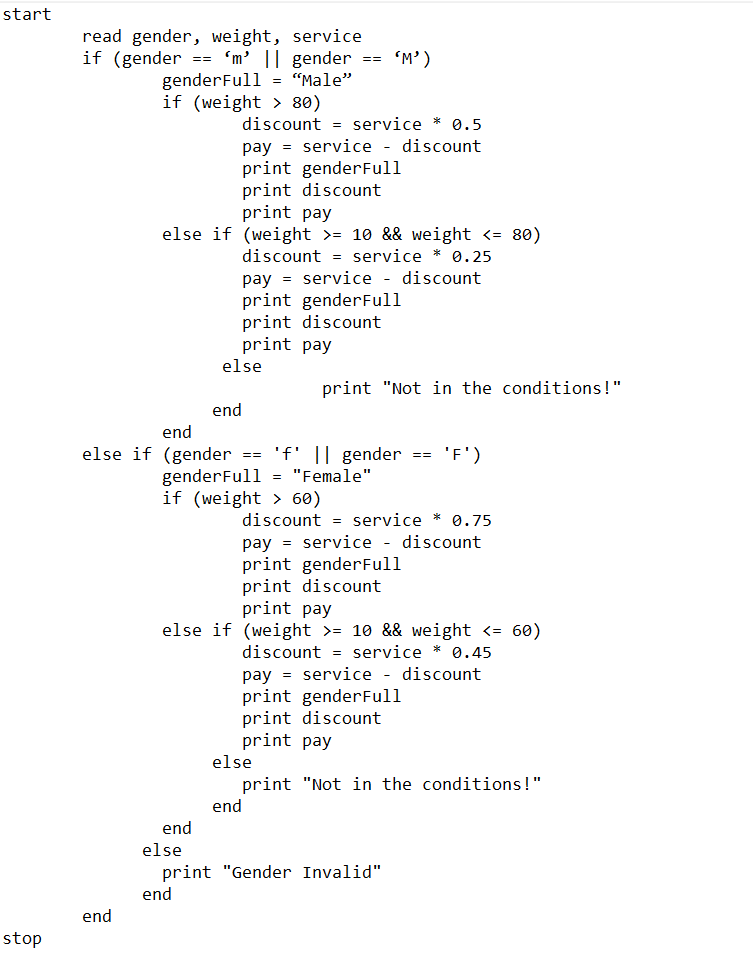 start
read gender, weight, service
if (gender == ‘m’ || gender == ‘M’)
genderFull = “Male”
if (weight > 80)
discount = service * 0.5
pay = service - discount
print genderFull
print discount
print pay
else if (weight >= 10 && weight <= 80)
discount = service * 0.25
pay = service - discount
print genderFull
print discount
print pay
else
print "Not in the conditions!"
end
end
else if (gender == 'f' || gender == 'F')
genderFull = "Female"
if (weight > 60)
discount = service * 0.75
pay = service - discount
print genderFull
print discount
print pay
else if (weight >= 10 && weight <= 60)
discount = service * 0.45
pay = service - discount
print genderFull
print discount
print pay
else
print "Not in the conditions!"
end
end
else
print "Gender Invalid"
end
end
stop